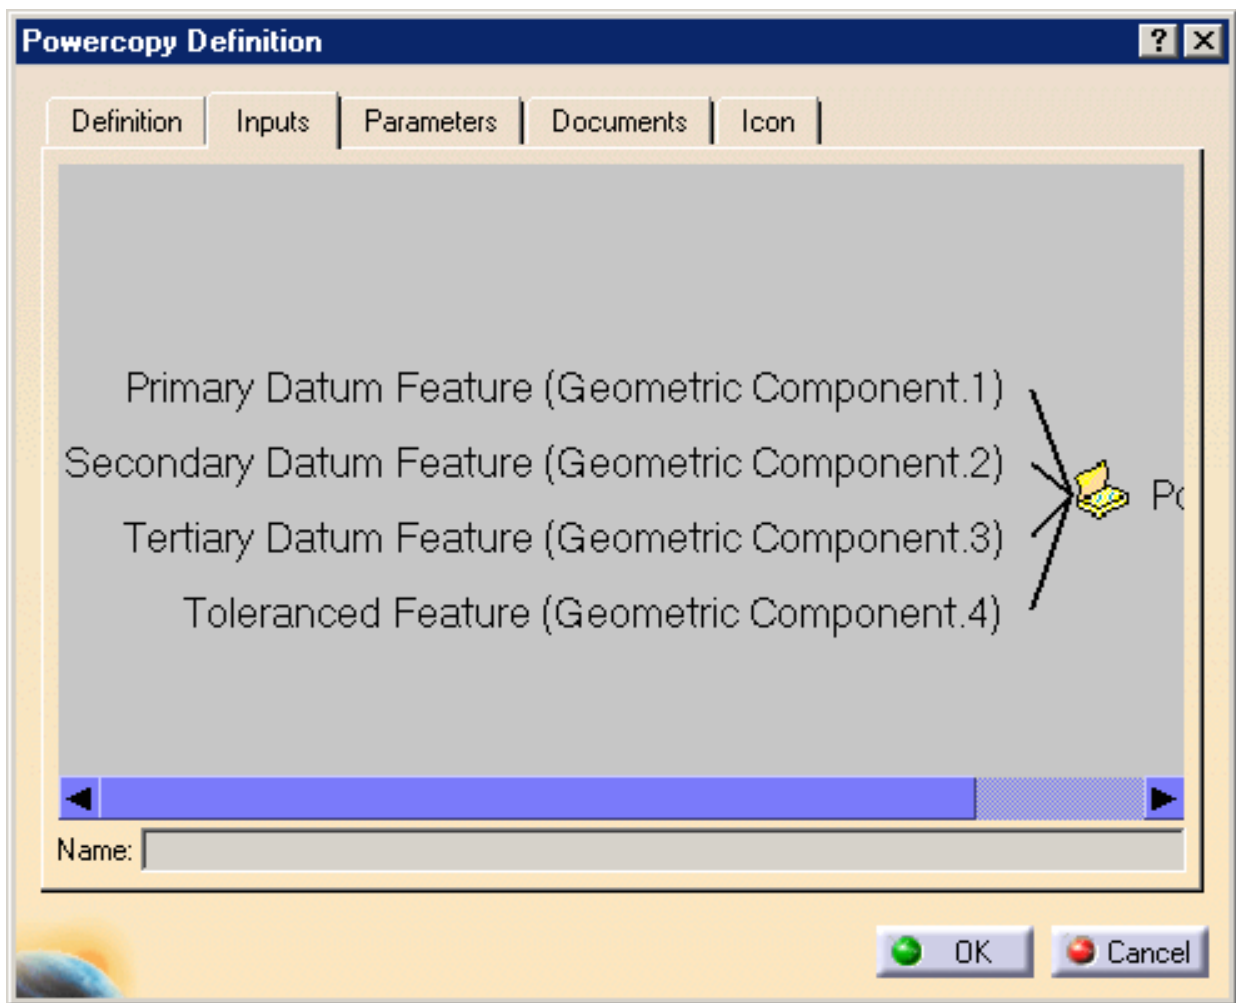 Powercopy Definition
Definition Inputs Parameters Documents Icon
Primary Datum Feature (Geometric Component.1)
Secondary Datum Feature (Geometric Component.2)
Tertiary Datum Feature (Geometric Component.3)
Toleranced Feature (Geometric Component.4)
Name:
OK Cancel